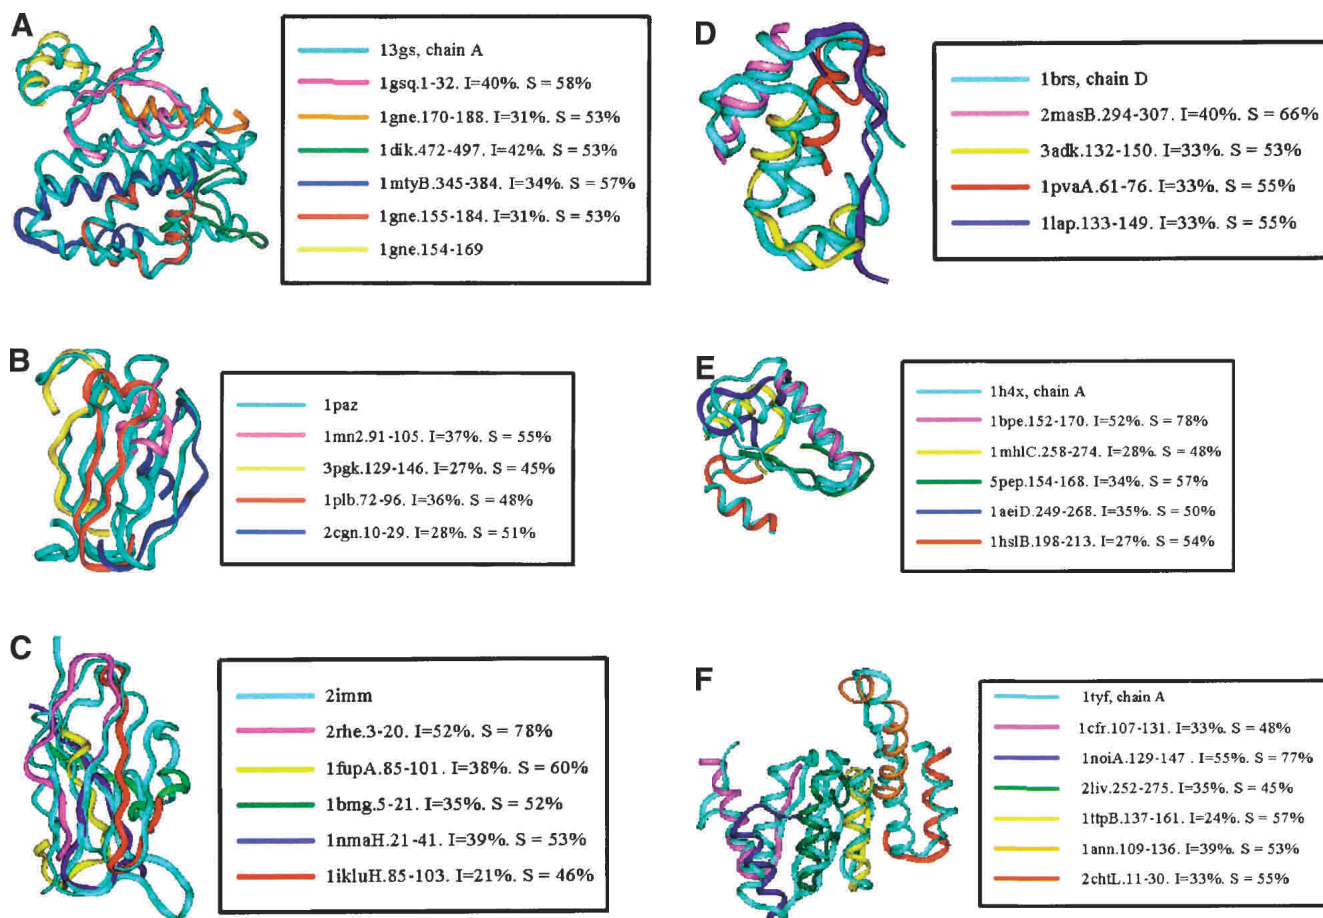 A
13gs, chain A
1gsq.1-32. I=40%. S = 58%
1gne.170-188. I=31%. S = 53%
1dik.472-497. I=42%. S = 53%
1mtyB.345-384. I=34%. S = 57%
1gne.155-184. I=31%. S = 53%
1gne.154-169
B
1paz
1mn2.91-105. I=37%. S = 55%
3pgk.129-146. I=27%. S = 45%
1plb.72-96. I=36%. S = 48%
2cgn.10-29. I=28%. S = 51%
C
2imm
2rhe.3-20. I=52%. S = 78%
1fupA.85-101. I=38%. S = 60%
1bmg.5-21. I=35%. S = 52%
1nmaH.21-41. I=39%. S = 53%
1ikluH.85-103. I=21%. S = 46%
D
1brs, chain D
2masB.294-307. I=40%. S = 66%
3adk.132-150. I=33%. S = 53%
1pvaA.61-76. I=33%. S = 55%
1lap.133-149. I=33%. S = 55%
E
1h4x, chain A
1bpe.152-170. I=52%. S = 78%
1mhlC.258-274. I=28%. S = 48%
5pep.154-168. I=34%. S = 57%
1aeiD.249-268. I=35%. S = 50%
1hslB.198-213. I=27%. S = 54%
F
1tyf, chain A
1cfr.107-131. I=33%. S = 48%
1noiA.129-147 . I=55%. S = 77%
2liv.252-275. I=35%. S = 45%
1ttpB.137-161. I=24%. S = 57%
1ann.109-136. I=39%. S = 53%
2chtL.11-30. I=33%. S = 55%